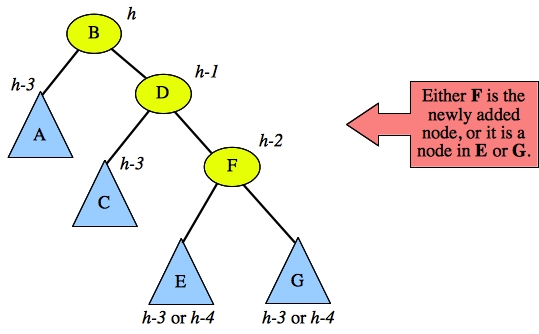 h
B
h-1
D
h-3
A
h-3
C
h-2
F
E
G
h-3 or h-4
h-3 or h-4
Either F is the
newly added
node, or it is a
node in E or G.